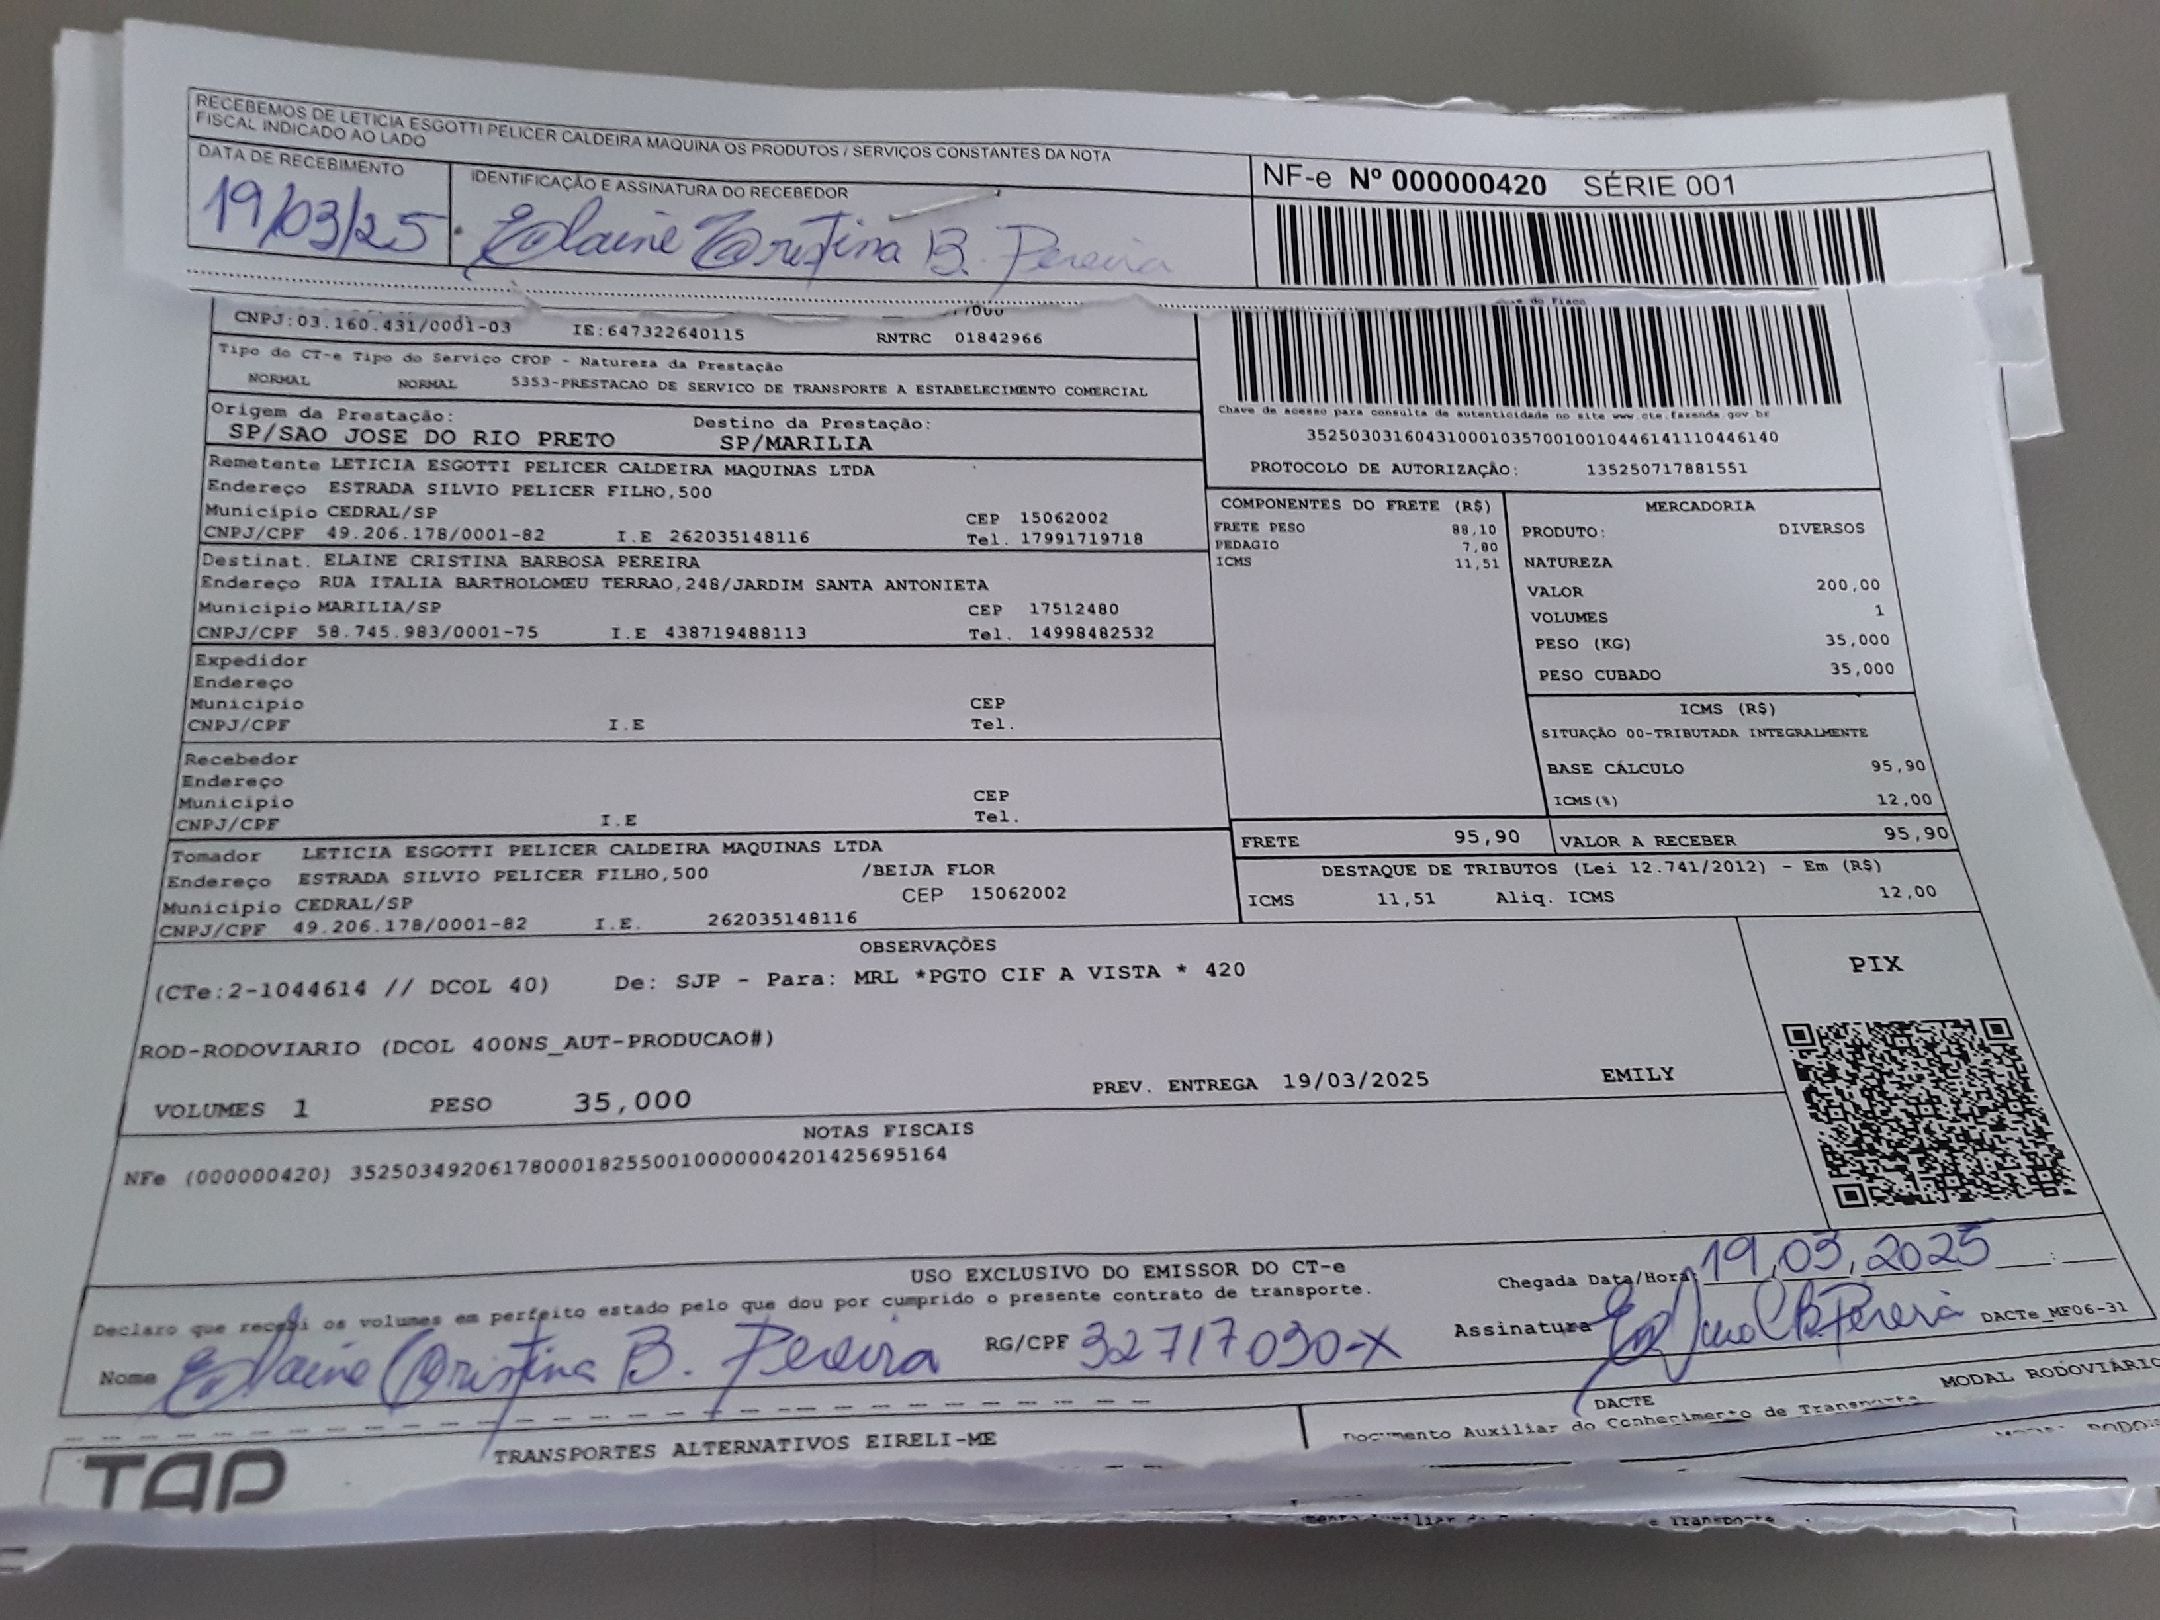 RECEBEMOS DE LETICIA ESGOTTI PELICER CALDEIRA MAQUINA OS PRODUTOS / SERVIÇOS CONSTANTES DA NOTA
FISCAL INDICADO AO LADO
DATA DE RECEBIMENTO
19/03/25
IDENTIFICAÇÃO E ASSINATURA DO RECEBEDOR
Elaine Cristina B. Pereira
NF-e Nº 000000420 SÉRIE 001
CNPJ:03.160.431/0001-03 IE:647322640115 RNTRC 01842966
Tipo do CT-e Tipo do Serviço CFOP - Natureza da Prestação
NORMAL NORMAL 5353-PRESTACAO DE SERVICO DE TRANSPORTE A ESTABELECIMENTO COMERCIAL
Origem da Prestação: Destino da Prestação:
SP/SAO JOSE DO RIO PRETO SP/MARILIA
Remetente LETICIA ESGOTTI PELICER CALDEIRA MAQUINAS LTDA
Endereço ESTRADA SILVIO PELICER FILHO,500
Município CEDRAL/SP CEP 15062002
CNPJ/CPF 49.206.178/0001-82 I.E 262035148116 Tel. 17991719718
Destinat. ELAINE CRISTINA BARBOSA PEREIRA
Endereço RUA ITALIA BARTHOLOMEU TERRAO,248/JARDIM SANTA ANTONIETA
Município MARILIA/SP CEP 17512480
CNPJ/CPF 58.745.983/0001-75 I.E 438719488113 Tel. 14998482532
Expedidor
Endereço
Município CEP
CNPJ/CPF I.E Tel.
Recebedor
Endereço
Município CEP
CNPJ/CPF I.E Tel.
Tomador LETICIA ESGOTTI PELICER CALDEIRA MAQUINAS LTDA
Endereço ESTRADA SILVIO PELICER FILHO,500 /BEIJA FLOR
Município CEDRAL/SP CEP 15062002
CNPJ/CPF 49.206.178/0001-82 I.E. 262035148116
do Fisco
Chave de acesso para consulta de autenticidade no site www.cte.fazenda.gov br
35250303160431000103570010010446141110446140
PROTOCOLO DE AUTORIZAÇÃO: 135250717881551
COMPONENTES DO FRETE (R$)
FRETE PESO 88,10
PEDAGIO 7,80
ICMS 11,51
MERCADORIA
PRODUTO: DIVERSOS
NATUREZA
VALOR 200,00
VOLUMES 1
PESO (KG) 35,000
PESO CUBADO 35,000
ICMS (R$)
SITUAÇÃO 00-TRIBUTADA INTEGRALMENTE
BASE CÁLCULO 95,90
ICMS(%) 12,00
FRETE 95,90 VALOR A RECEBER 95,90
DESTAQUE DE TRIBUTOS (Lei 12.741/2012) - Em (R$)
ICMS 11,51 Aliq. ICMS 12,00
OBSERVAÇÕES
(CTe:2-1044614 // DCOL 40) De: SJP - Para: MRL *PGTO CIF A VISTA * 420
ROD-RODOVIARIO (DCOL 400NS_AUT-PRODUCAO#)
VOLUMES 1 PESO 35,000 PREV. ENTREGA 19/03/2025 EMILY
PIX
NOTAS FISCAIS
NFe (000000420) 35250349206178000182550010000004201425695164
USO EXCLUSIVO DO EMISSOR DO CT-e
Declaro que recebi os volumes em perfeito estado pelo que dou por cumprido o presente contrato de transporte.
Chegada Data/Hora: 19,03,2025
Nome Elaine Cristina B. Pereira RG/CPF 32717030-X
Assinatura DACTe_MF06-31
TAP
TRANSPORTES ALTERNATIVOS EIRELI-ME
DACTE
MODAL RODOVIÁRIO
Documento Auxiliar do Conhecimento de Transporte